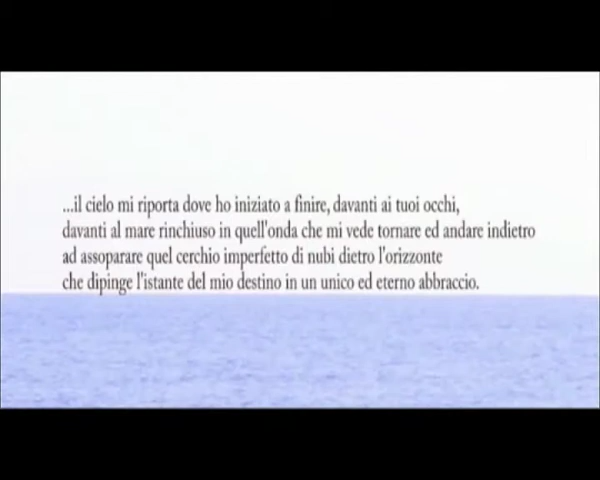 ...il cielo mi riporta dove ho iniziato a finire, davanti ai tuoi occhi,
davanti al mare rinchiuso in quell'onda che mi vede tornare ed andare indietro
ad assoparare quel cerchio imperfetto di nubi dietro l'orizzonte
che dipinge l'istante del mio destino in un unico ed eterno abbraccio.